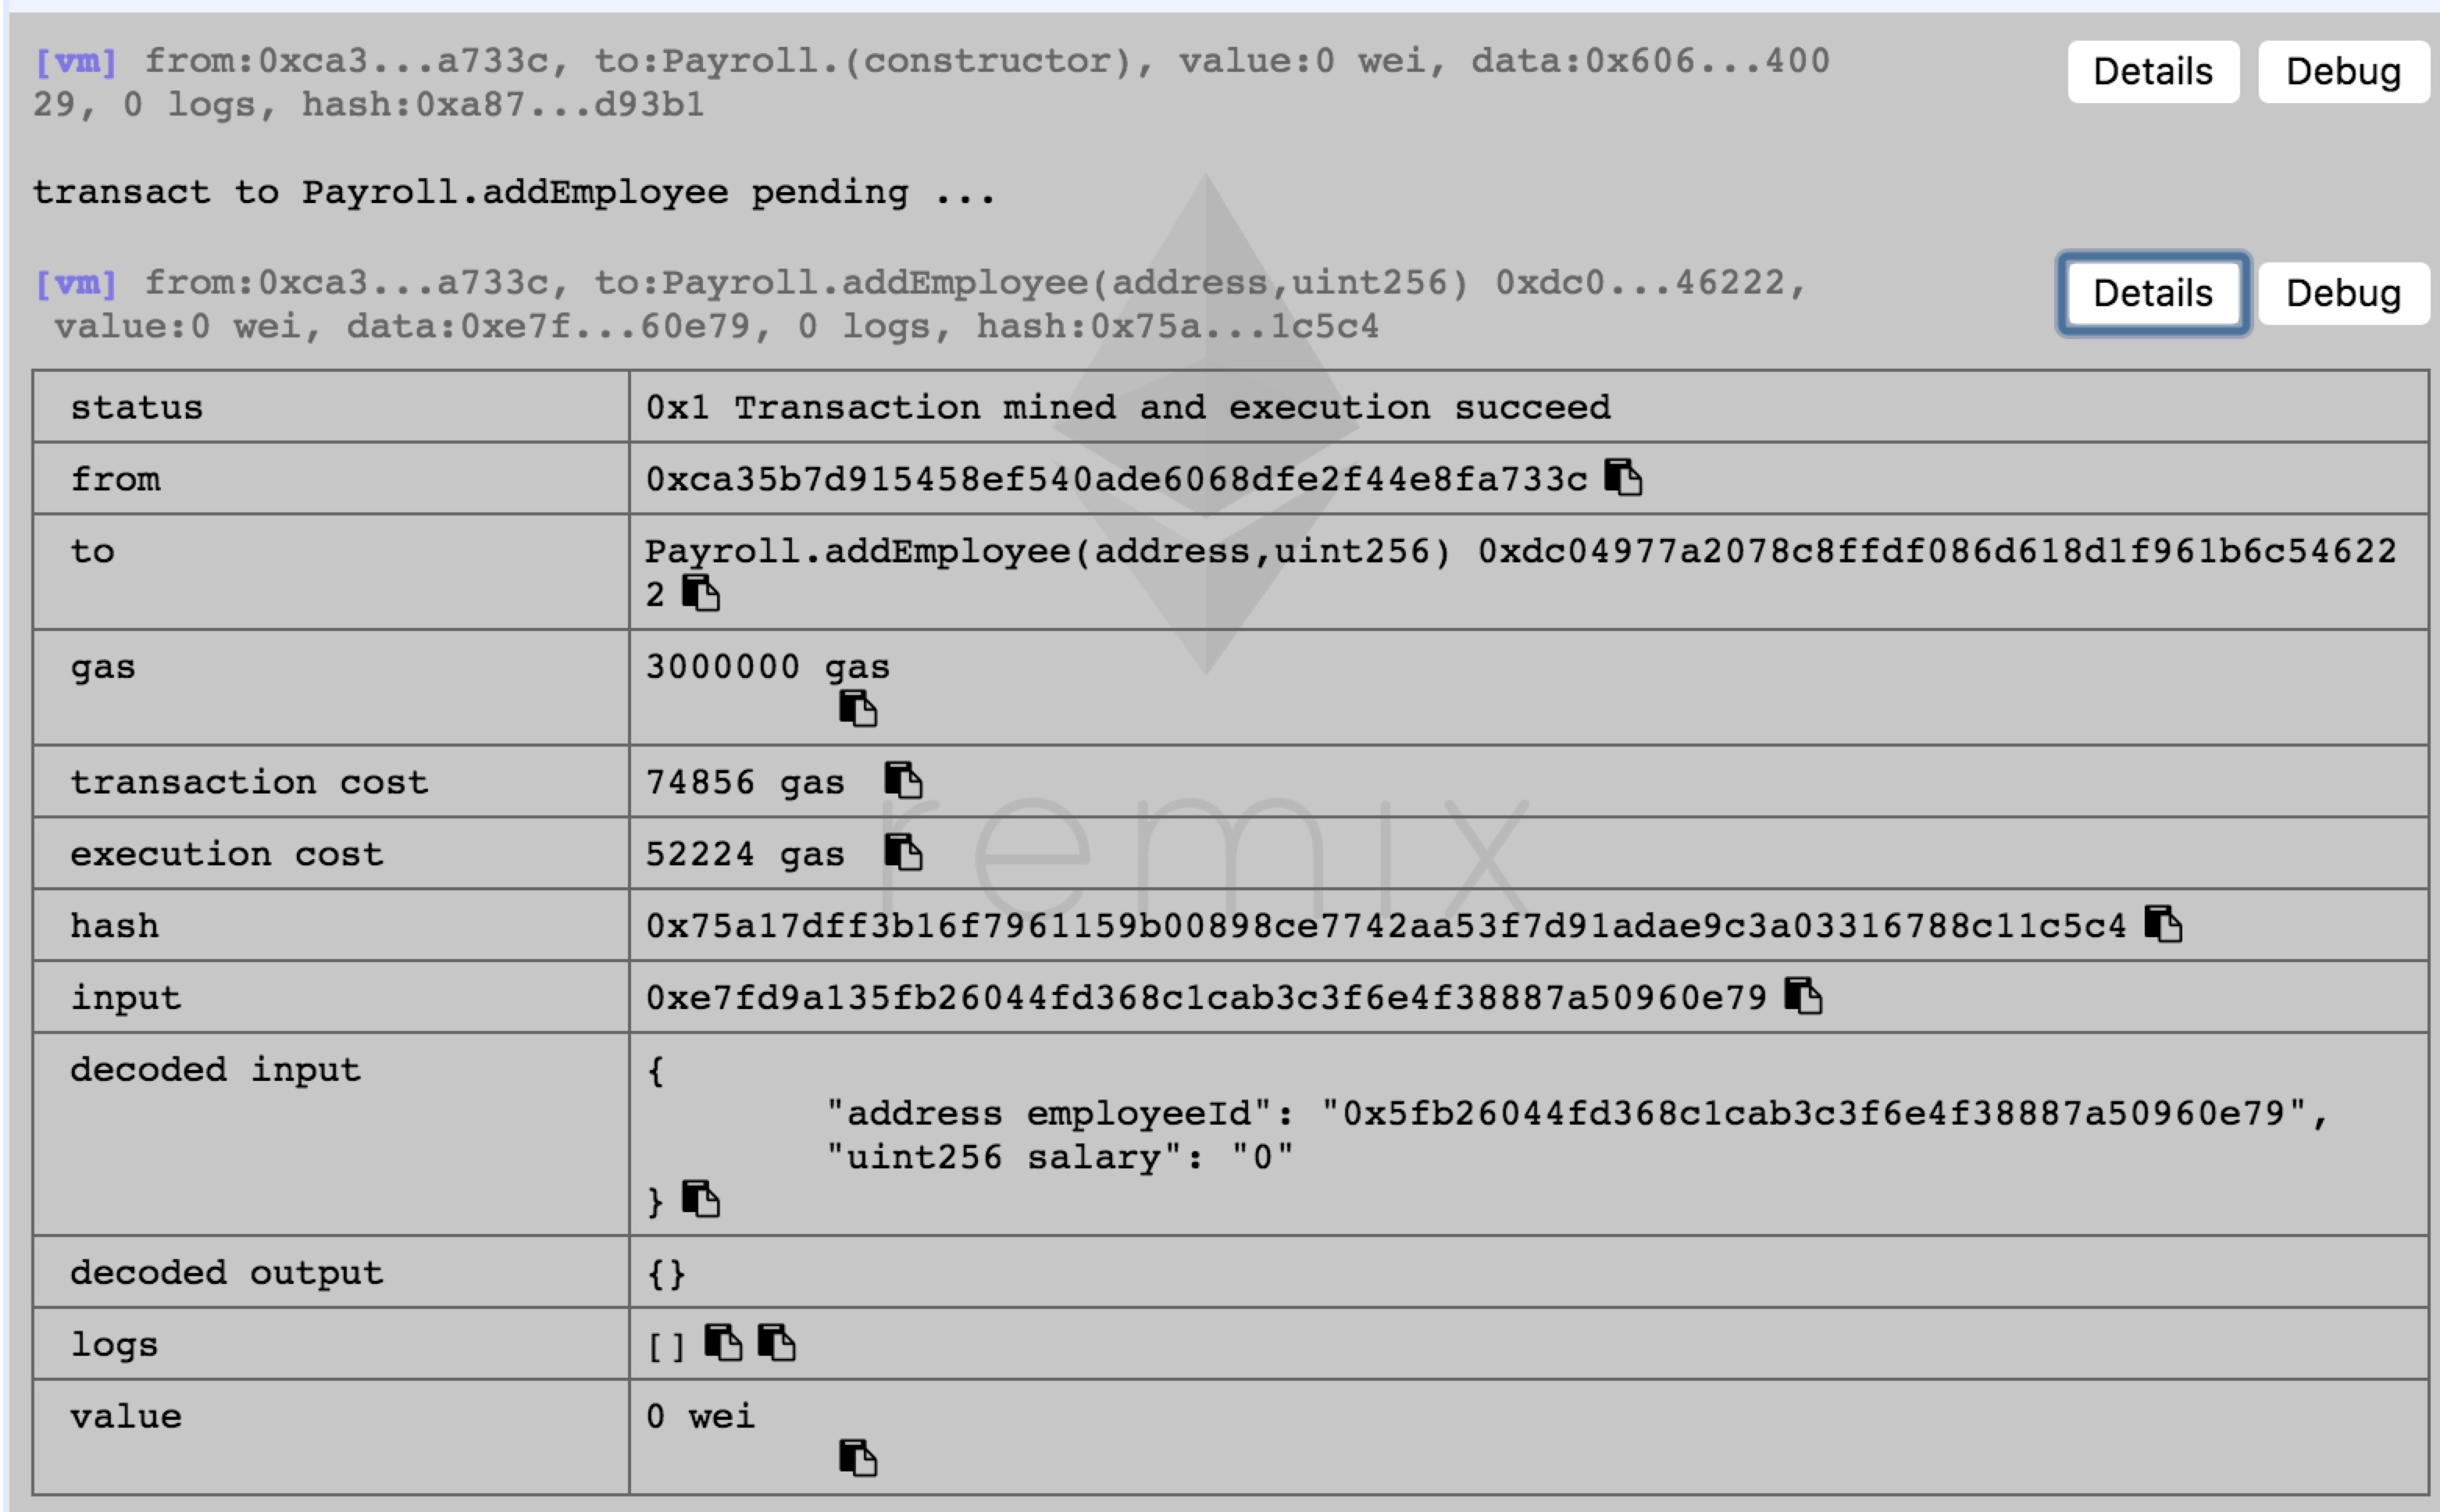 [vm] from:0xca3...a733c, to:Payroll.(constructor), value:0 wei, data:0x606...400
29, 0 logs, hash:0xa87...d93b1
Details Debug
transact to Payroll.addEmployee pending ...
[vm] from:0xca3...a733c, to:Payroll.addEmployee(address,uint256) 0xdc0...46222,
value:0 wei, data:0xe7f...60e79, 0 logs, hash:0x75a...1c5c4
Details Debug
status 0x1 Transaction mined and execution succeed
from 0xca35b7d915458ef540ade6068dfe2f44e8fa733c
to Payroll.addEmployee(address,uint256) 0xdc04977a2078c8ffdf086d618d1f961b6c54622
2
gas 3000000 gas
transaction cost 74856 gas
execution cost 52224 gas
remix
hash 0x75a17dff3b16f7961159b00898ce7742aa53f7d91adae9c3a03316788c11c5c4
input 0xe7fd9a135fb26044fd368c1cab3c3f6e4f38887a50960e79
decoded input {
"address employeeId": "0x5fb26044fd368c1cab3c3f6e4f38887a50960e79",
"uint256 salary": "0"
}
decoded output {}
logs []
value 0 wei